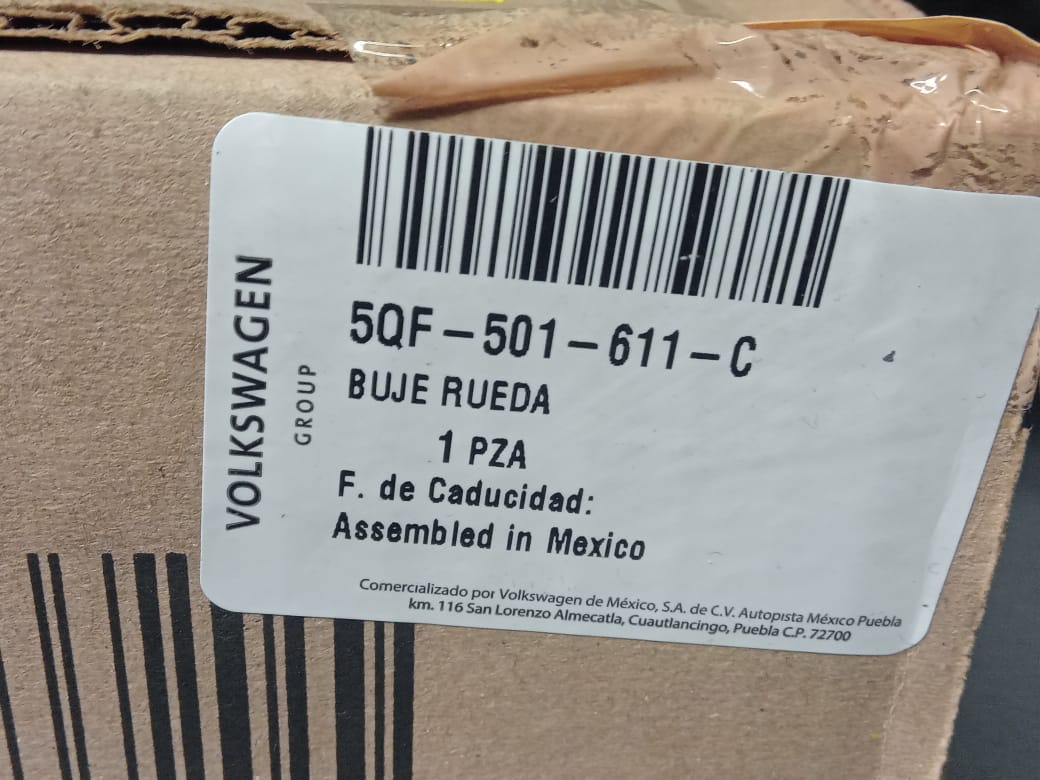 VOLKSWAGEN
GROUP
5QF-501-611-C
BUJE RUEDA
1 PZA
F. de Caducidad:
Assembled in Mexico
Comercializado por Volkswagen de México, S.A. de C.V. Autopista México Puebla
km. 116 San Lorenzo Almecatla, Cuautlancingo, Puebla C.P. 72700